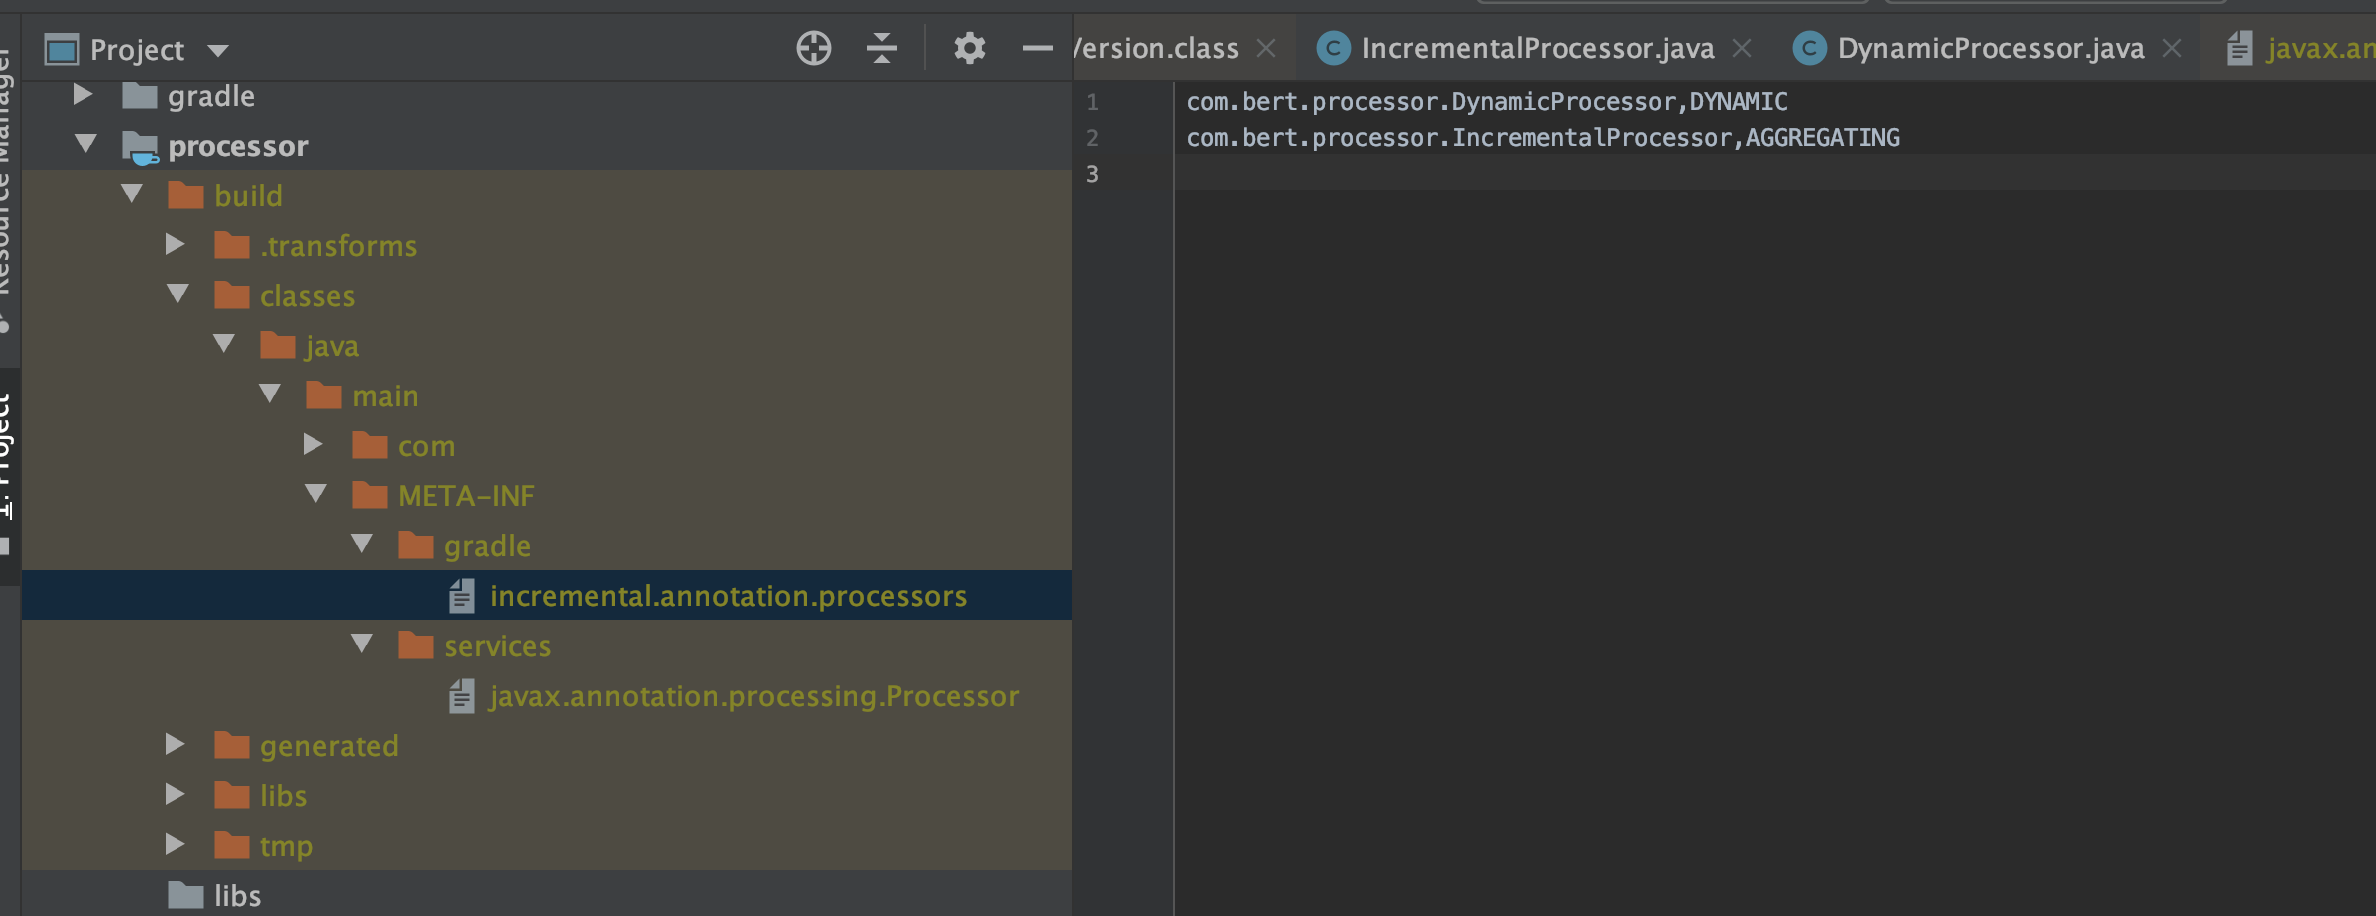 Project
Version.class
IncrementalProcessor.java
DynamicProcessor.java
javax.an
Resource Manager
1: Project
gradle
processor
build
.transforms
classes
java
main
com
META-INF
gradle
incremental.annotation.processors
services
javax.annotation.processing.Processor
generated
libs
tmp
libs
1 com.bert.processor.DynamicProcessor,DYNAMIC
2 com.bert.processor.IncrementalProcessor,AGGREGATING
3